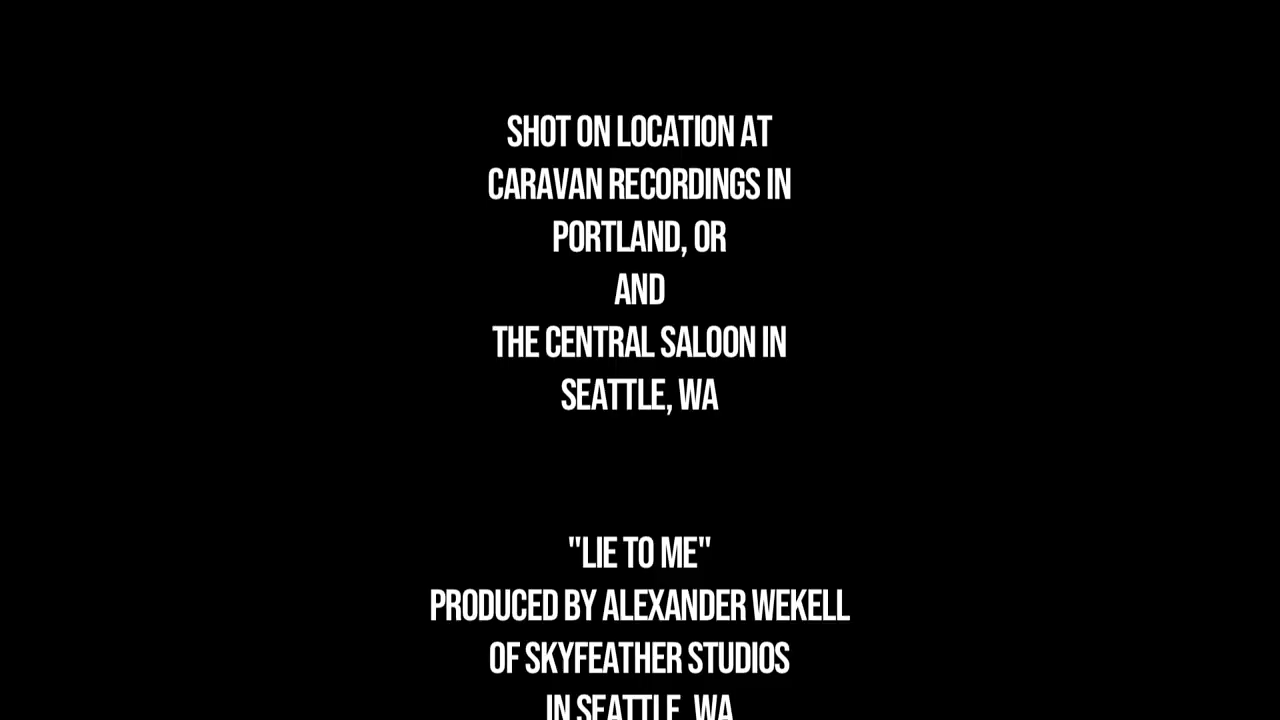 SHOT ON LOCATION AT
CARAVAN RECORDINGS IN
PORTLAND, OR
AND
THE CENTRAL SALOON IN
SEATTLE, WA
"LIE TO ME"
PRODUCED BY ALEXANDER WEKELL
OF SKYFEATHER STUDIOS
IN SEATTLE, WA